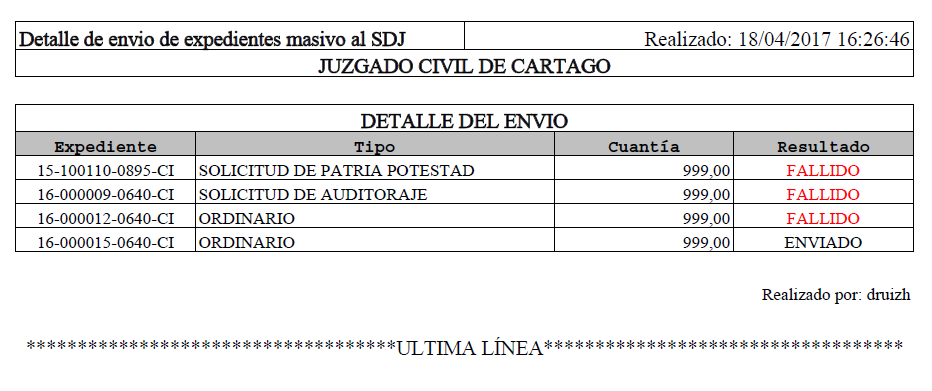 Detalle de envio de expedientes masivo al SDJ Realizado: 18/04/2017 16:26:46
JUZGADO CIVIL DE CARTAGO
DETALLE DEL ENVIO
Expediente Tipo Cuantía Resultado
15-100110-0895-CI SOLICITUD DE PATRIA POTESTAD 999,00 FALLIDO
16-000009-0640-CI SOLICITUD DE AUDITORAJE 999,00 FALLIDO
16-000012-0640-CI ORDINARIO 999,00 FALLIDO
16-000015-0640-CI ORDINARIO 999,00 ENVIADO
Realizado por: druizh
************************************ULTIMA LÍNEA***********************************